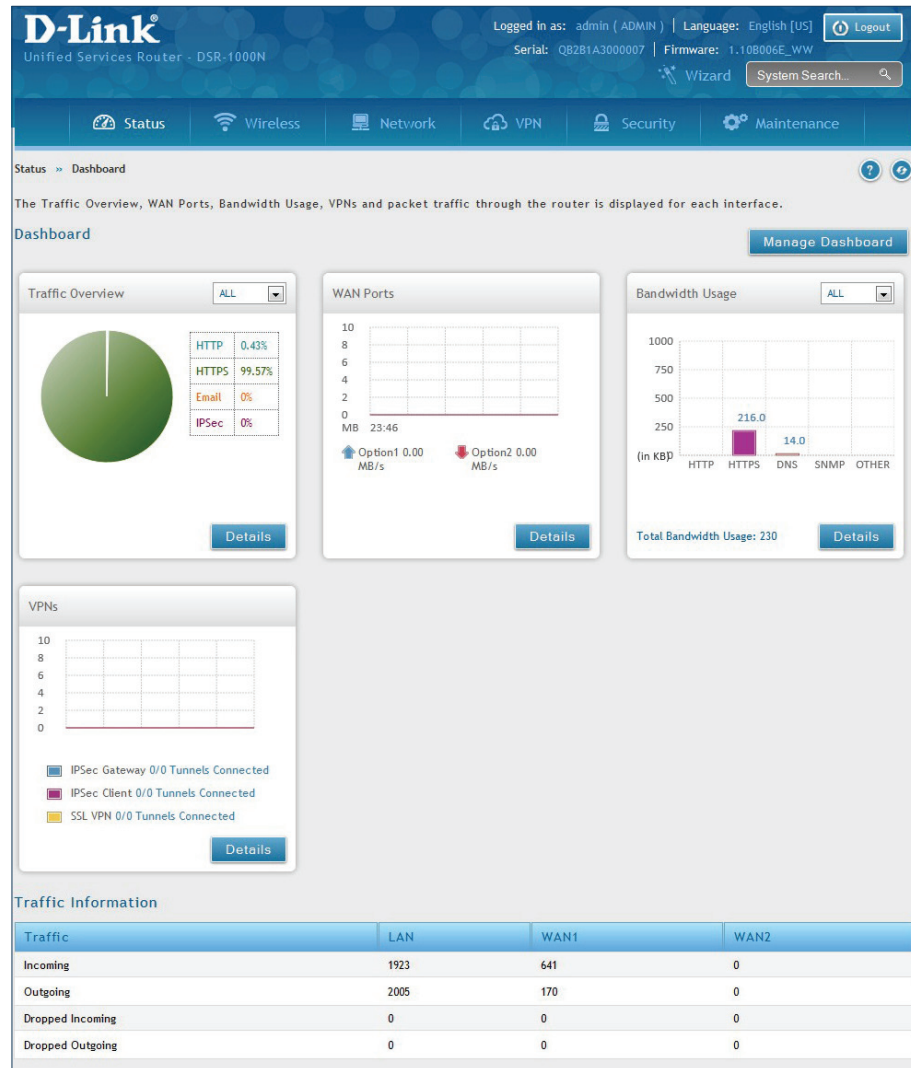 D-Link®
Unified Services Router - DSR-1000N
Logged in as: admin ( ADMIN ) | Language: English [US]
Logout
Serial: QB2B1A3000007 | Firmware: 1.10B006E_WW
Wizard
System Search...
Status
Wireless
Network
VPN
Security
Maintenance
Status » Dashboard
The Traffic Overview, WAN Ports, Bandwidth Usage, VPNs and packet traffic through the router is displayed for each interface.
Dashboard
Manage Dashboard
Traffic Overview
ALL
HTTP 0.43%
HTTPS 99.57%
Email 0%
IPSec 0%
Details
WAN Ports
10
8
6
4
2
0
MB 23:46
Option1 0.00 MB/s
Option2 0.00 MB/s
Details
Bandwidth Usage
ALL
1000
750
500
250
0
(in KB)
216.0
14.0
HTTP HTTPS DNS SNMP OTHER
Total Bandwidth Usage: 230
Details
VPNs
10
8
6
4
2
0
IPSec Gateway 0/0 Tunnels Connected
IPSec Client 0/0 Tunnels Connected
SSL VPN 0/0 Tunnels Connected
Details
Traffic Information
Traffic LAN WAN1 WAN2
Incoming 1923 641 0
Outgoing 2005 170 0
Dropped Incoming 0 0 0
Dropped Outgoing 0 0 0